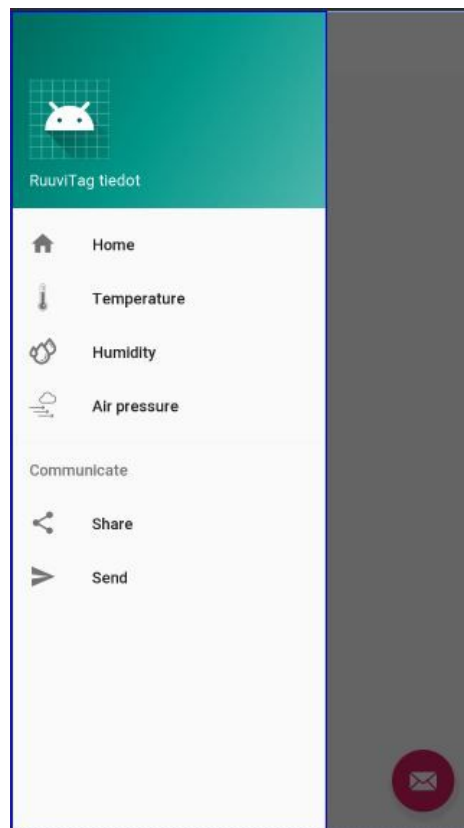 RuuviTag tiedot
Home
Temperature
Humidity
Air pressure
Communicate
Share
Send